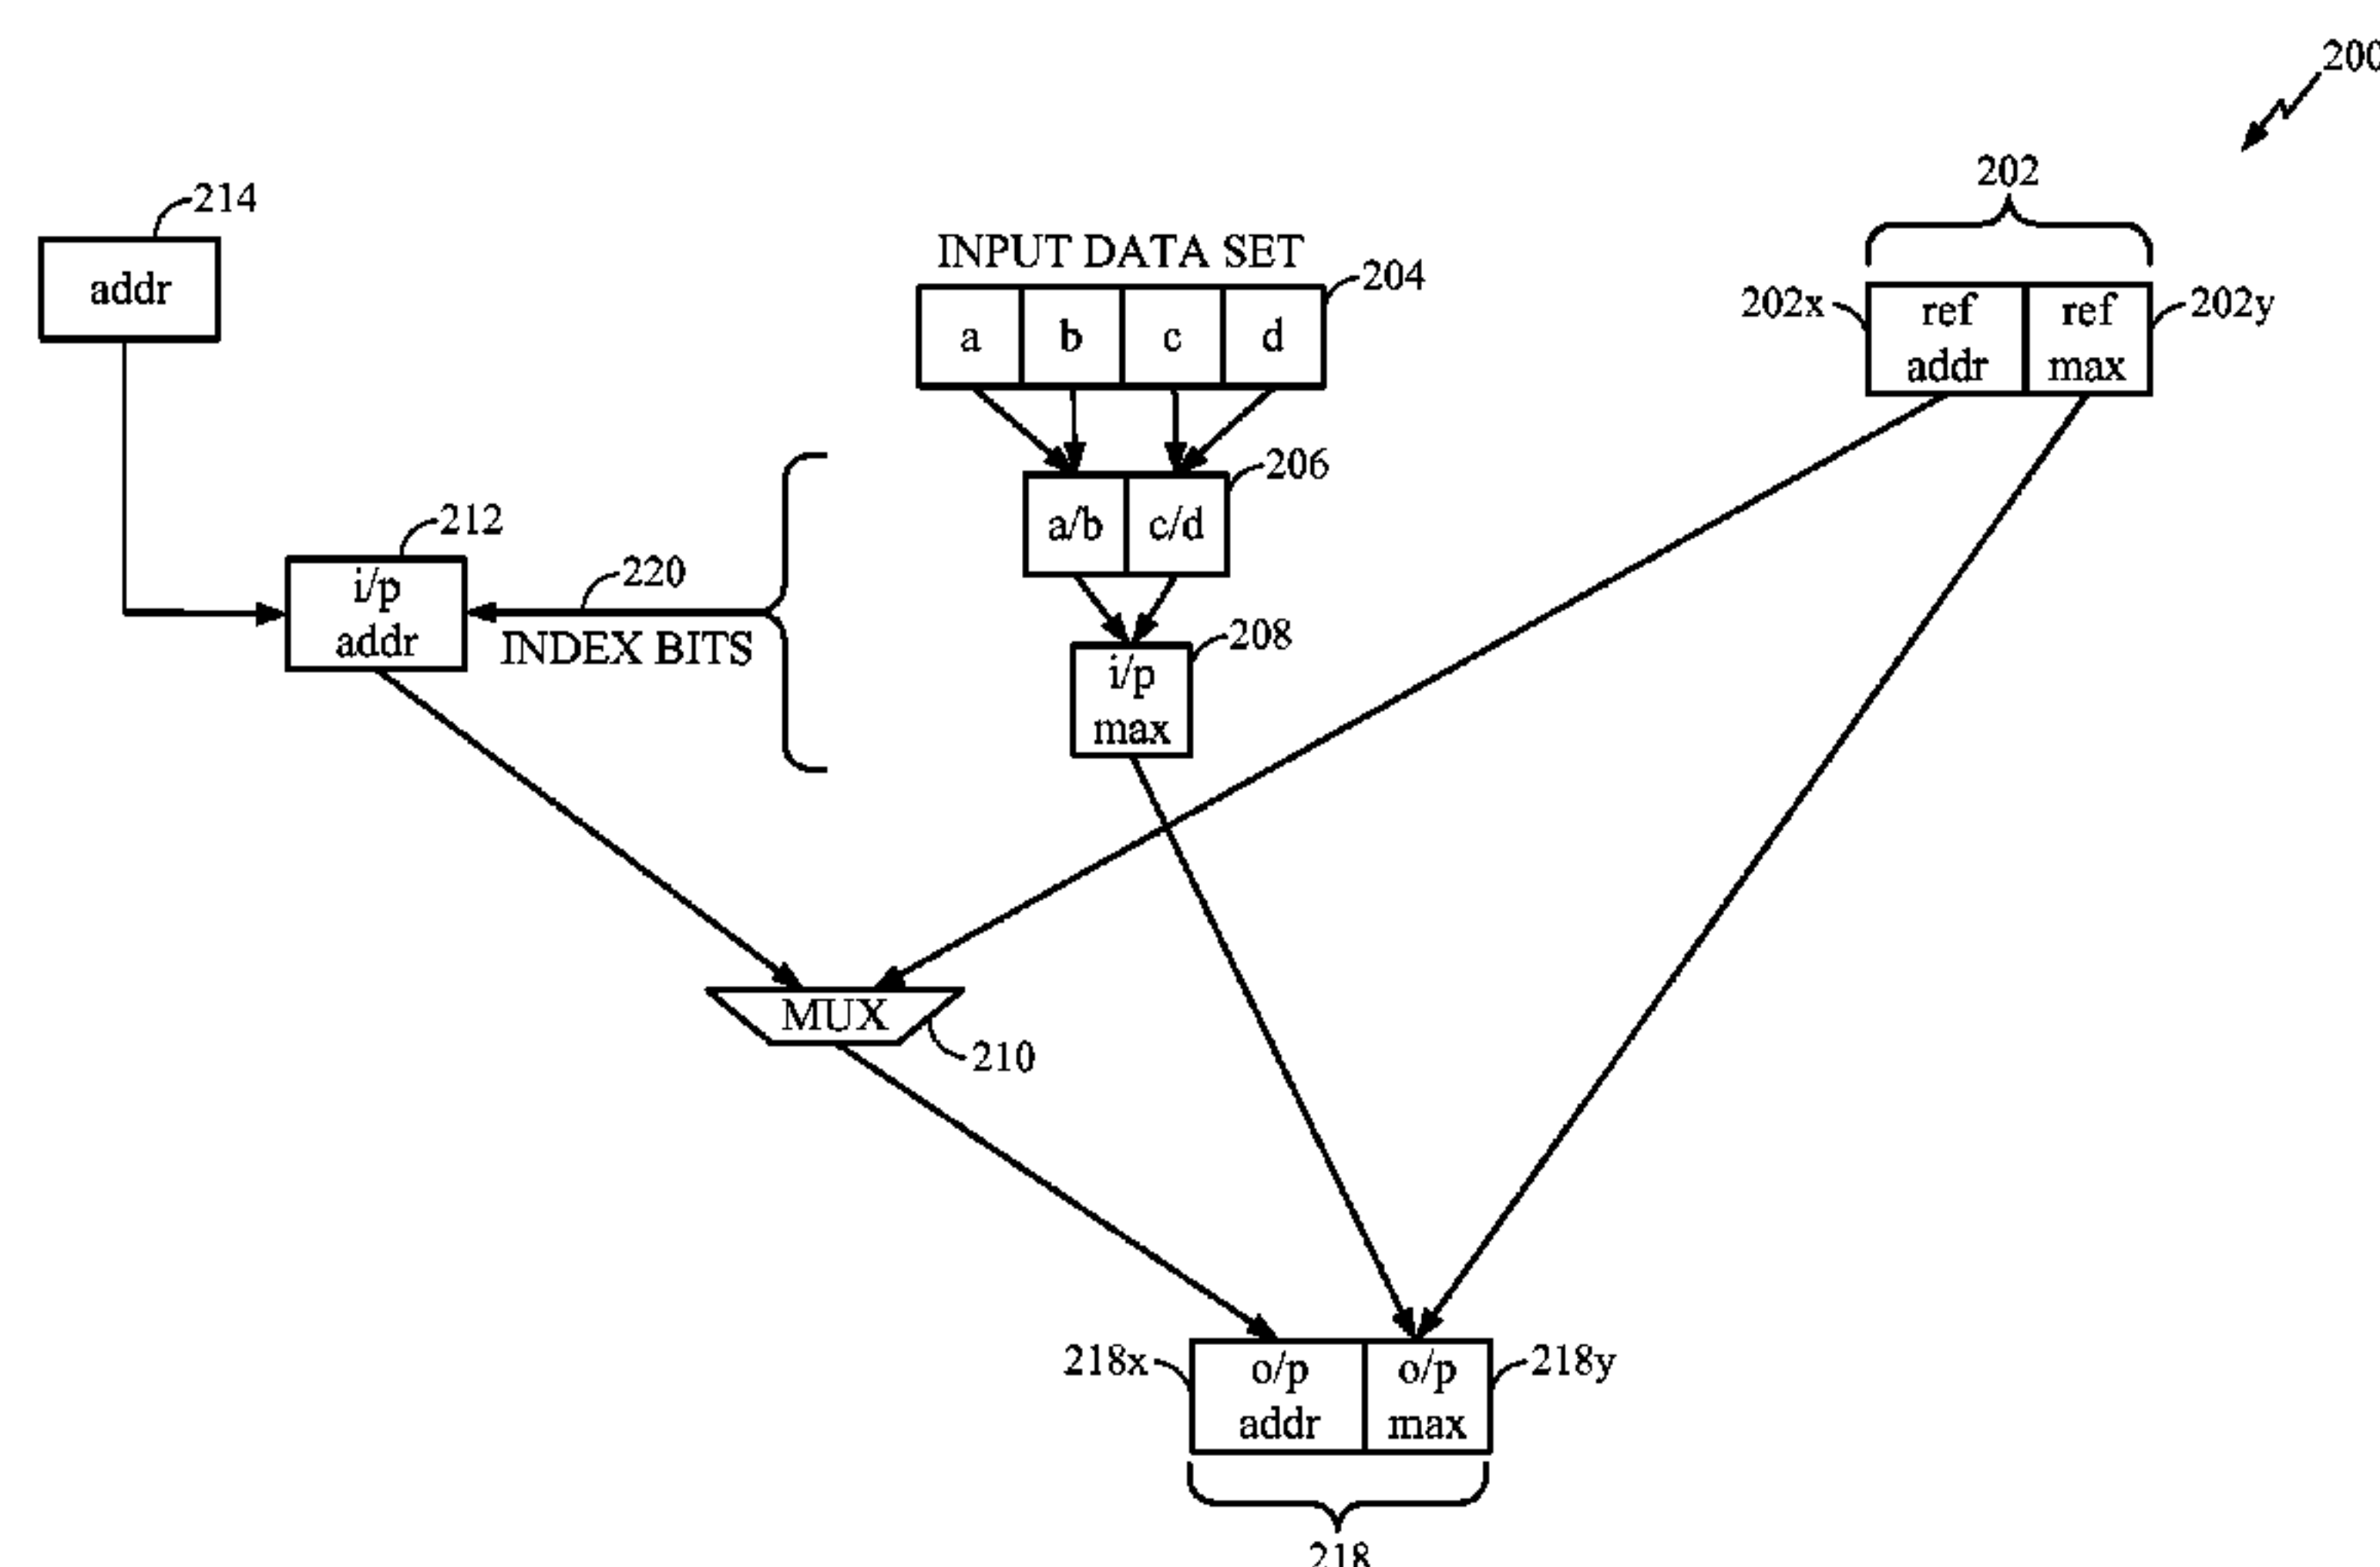 200
202
214
addr
INPUT DATA SET
204
a b c d
202x
ref addr
ref max
202y
206
a/b c/d
212
i/p addr
220
INDEX BITS
208
i/p max
MUX
210
218x
o/p addr
o/p max
218y
218